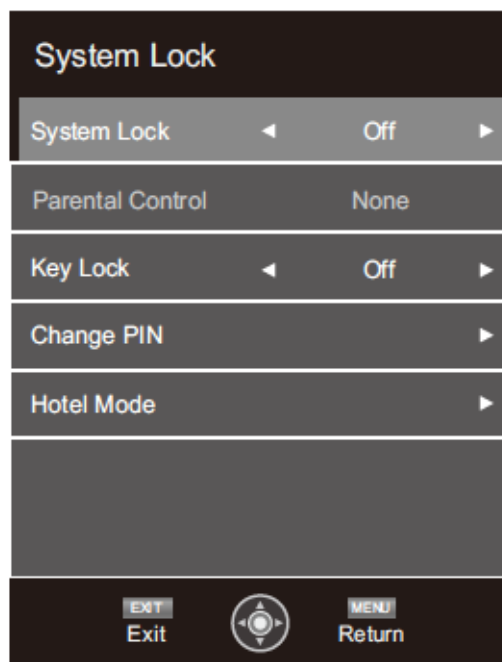 System Lock
System Lock ◄ Off ►
Parental Control None
Key Lock ◄ Off ►
Change PIN ►
Hotel Mode ►
EXIT MENU
Exit Return